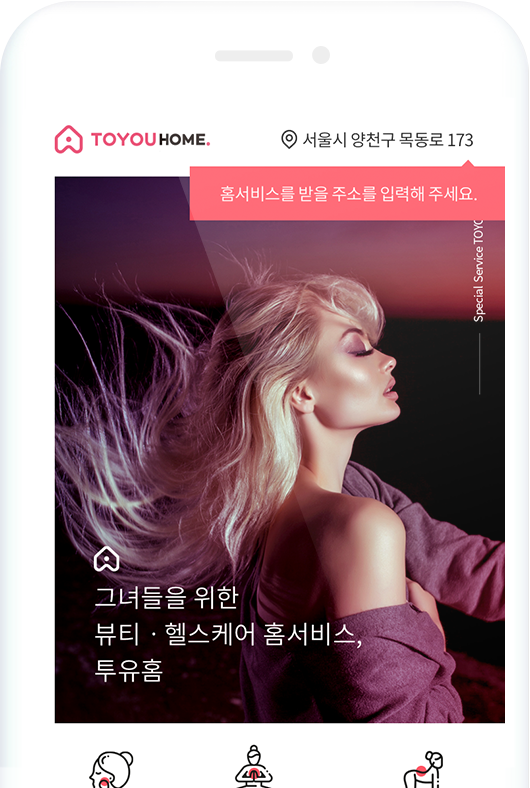 TOYOUHOME.
서울시 양천구 목동로 173
홈서비스를 받을 주소를 입력해 주세요.
Special Service TOYO
그녀들을 위한
뷰티 · 헬스케어 홈서비스,
투유홈